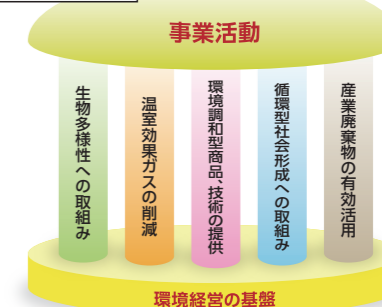 事業活動
生物多様性への取組み
温室効果ガスの削減
環境調和型商品、技術の提供
循環型社会形成への取組み
産業廃棄物の有効活用
環境経営の基盤